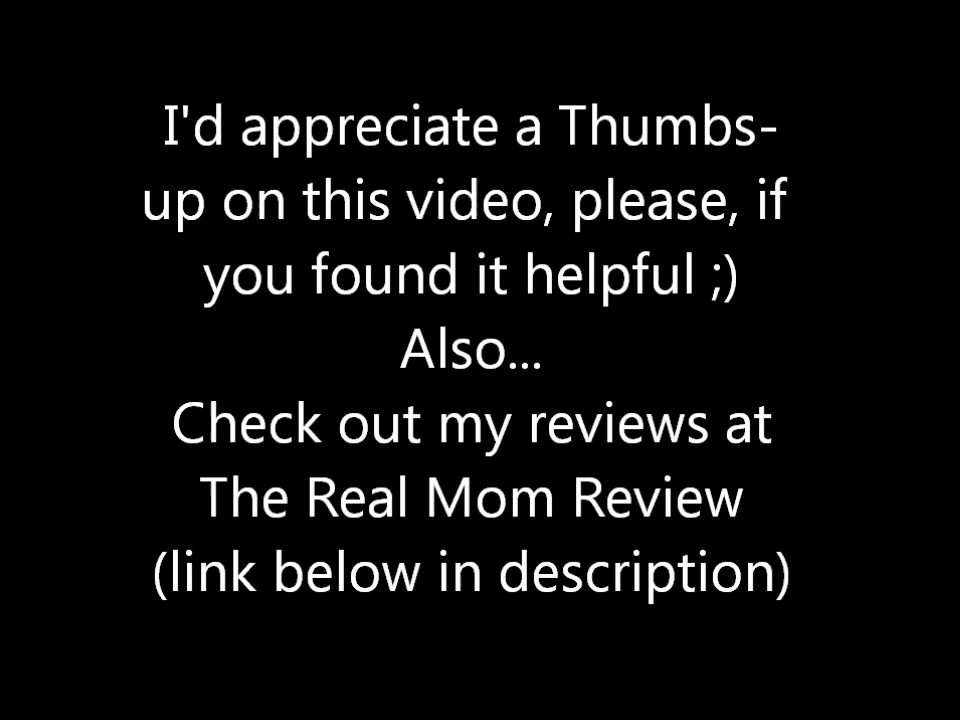 I'd appreciate a Thumbs-
up on this video, please, if
you found it helpful ;)
Also...
Check out my reviews at
The Real Mom Review
(link below in description)